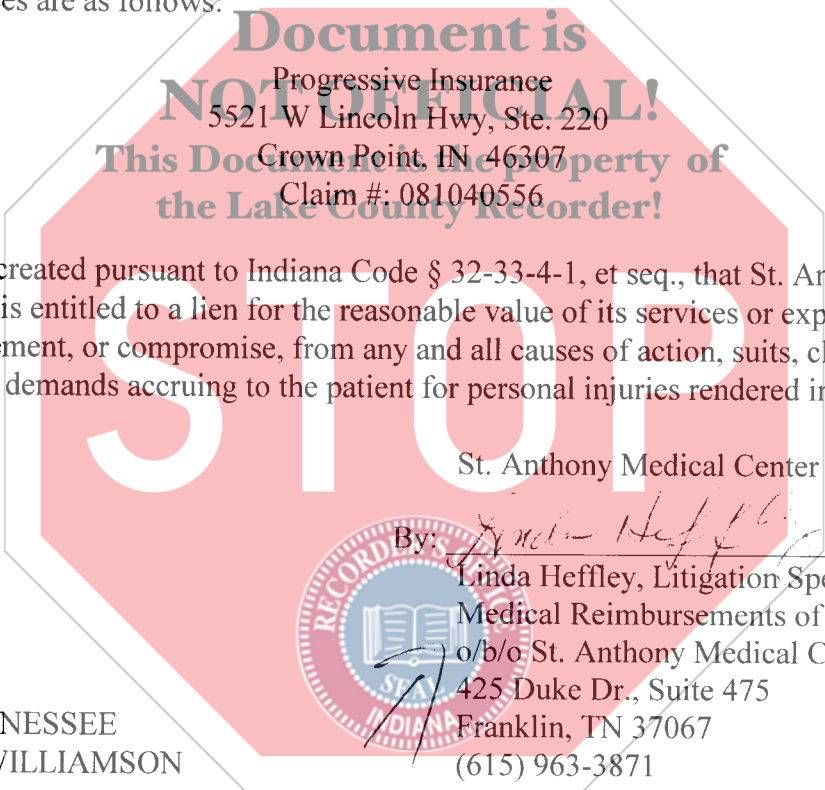 es are as follows:
Document is
NOT OFFICIAL!
This Document is the property of
the Lake County Recorder!
Progressive Insurance
5521 W Lincoln Hwy, Ste. 220
Crown Point, IN 46307
Claim #: 081040556
created pursuant to Indiana Code § 32-33-4-1, et seq., that St. An
is entitled to a lien for the reasonable value of its services or exp
ement, or compromise, from any and all causes of action, suits, cl
demands accruing to the patient for personal injuries rendered in
STOP
St. Anthony Medical Center
By: Linda Heffley
Linda Heffley, Litigation Spe
Medical Reimbursements of
o/b/o St. Anthony Medical C
425 Duke Dr., Suite 475
Franklin, TN 37067
(615) 963-3871
RECORDER'S OFFICE
SEAL
INDIANA
NESSEE
WILLIAMSON